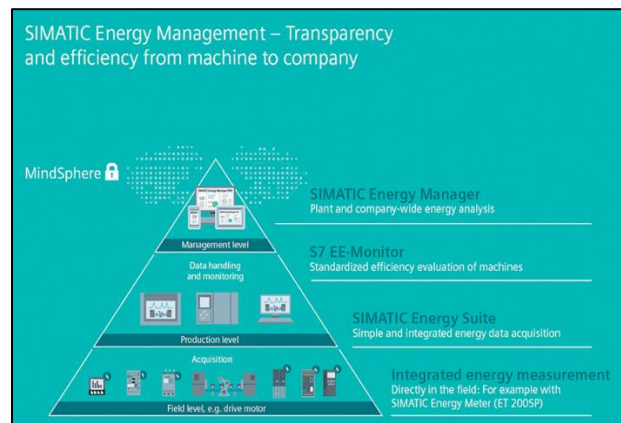 SIMATIC Energy Management – Transparency
and efficiency from machine to company
MindSphere
SIMATIC Energy Manager
Plant and company-wide energy analysis
Management level
S7 EE-Monitor
Standardized efficiency evaluation of machines
Data handling
and monitoring
SIMATIC Energy Suite
Simple and integrated energy data acquisition
Production level
Acquisition
Integrated energy measurement
Directly in the field: For example with
SIMATIC Energy Meter (ET 200SP)
Field level, e.g. drive motor